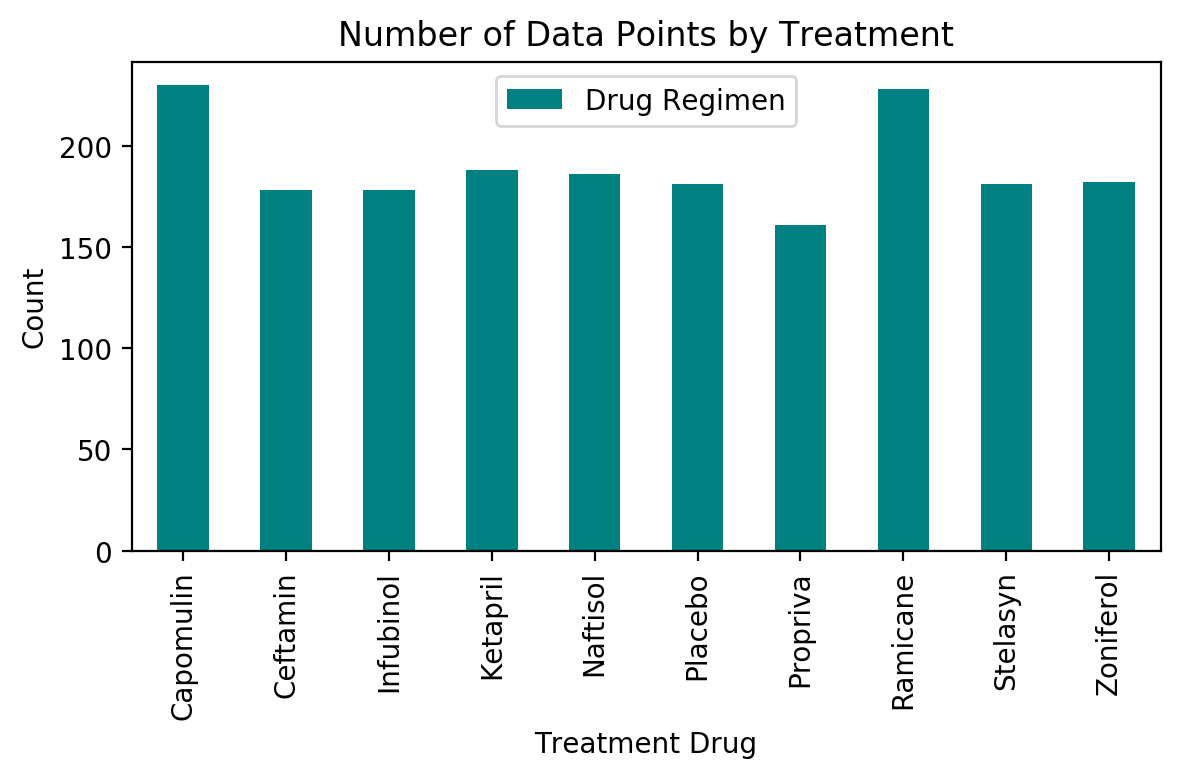 Number of Data Points by Treatment
Drug Regimen
200
150
100
50
0
Count
Capomulin
Ceftamin
Infubinol
Ketapril
Naftisol
Placebo
Propriva
Ramicane
Stelasyn
Zoniferol
Treatment Drug